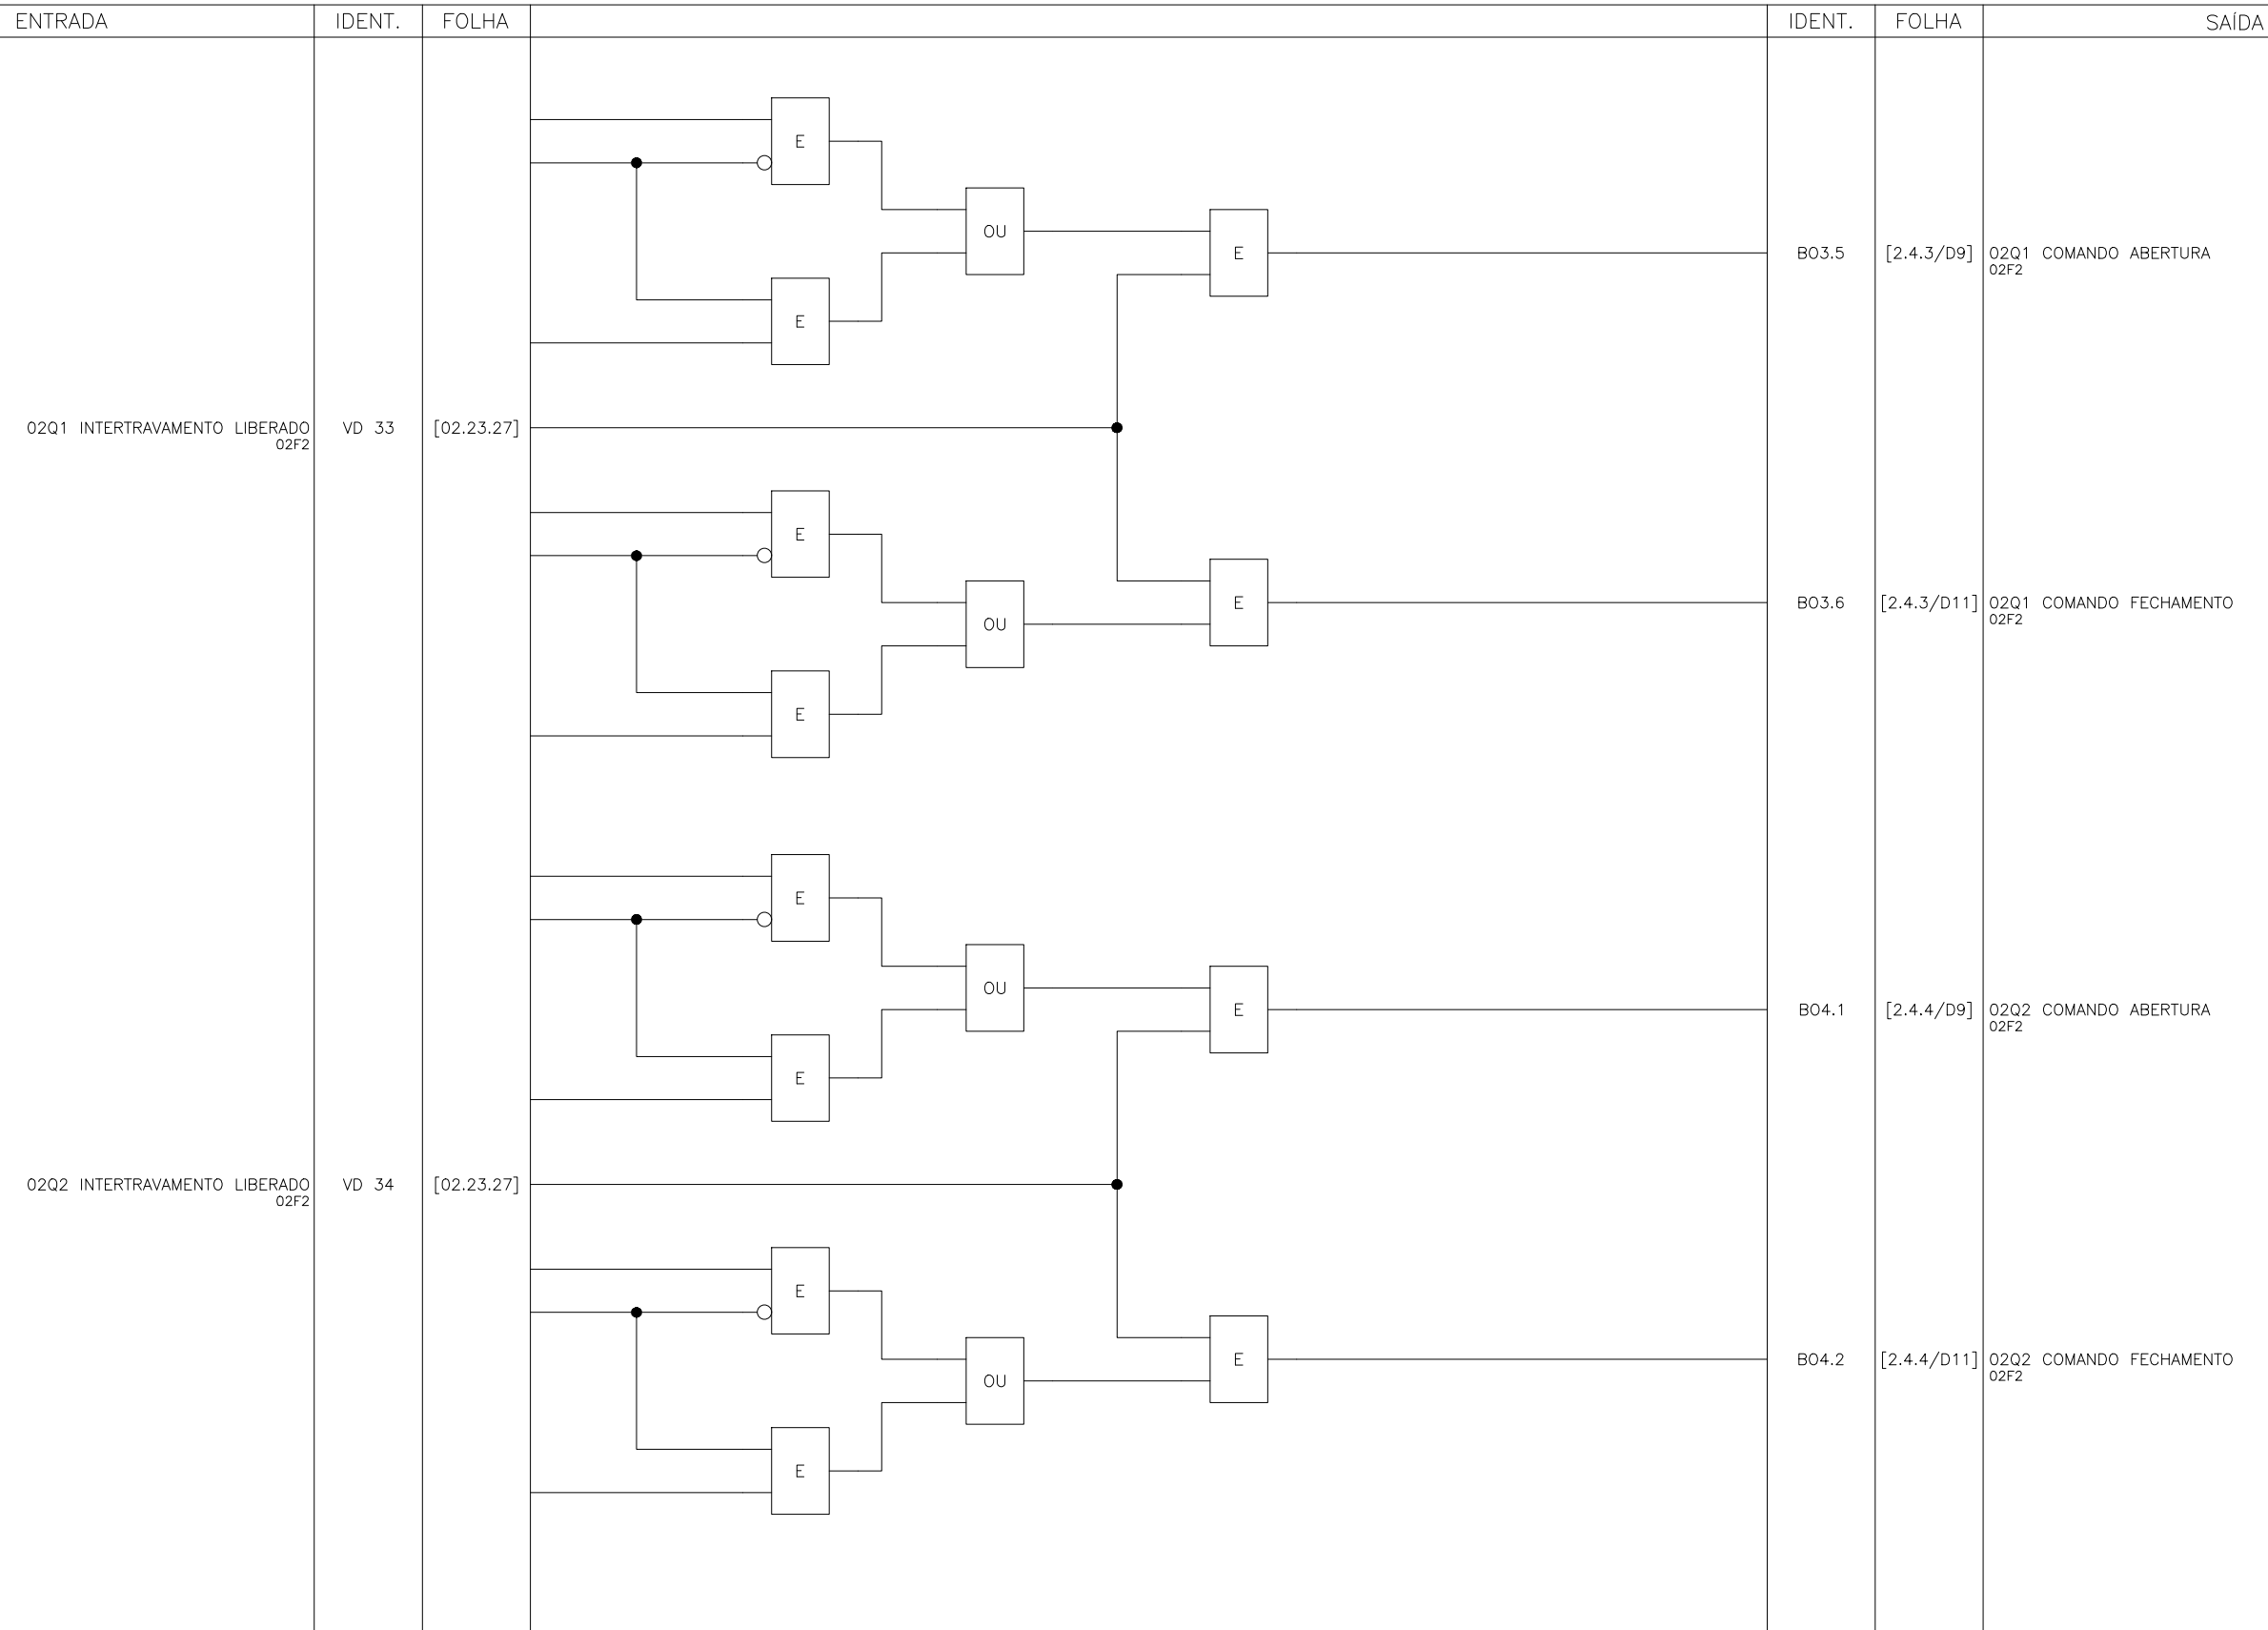 ENTRADA IDENT. FOLHA IDENT. FOLHA SAÍDA
E
OU
E
BO3.5 [2.4.3/D9] 02Q1 COMANDO ABERTURA
02F2
E
02Q1 INTERTRAVAMENTO LIBERADO VD 33 [02.23.27]
02F2
E
E
BO3.6 [2.4.3/D11] 02Q1 COMANDO FECHAMENTO
02F2
OU
E
E
OU
E
BO4.1 [2.4.4/D9] 02Q2 COMANDO ABERTURA
02F2
E
02Q2 INTERTRAVAMENTO LIBERADO VD 34 [02.23.27]
02F2
E
E
BO4.2 [2.4.4/D11] 02Q2 COMANDO FECHAMENTO
02F2
OU
E